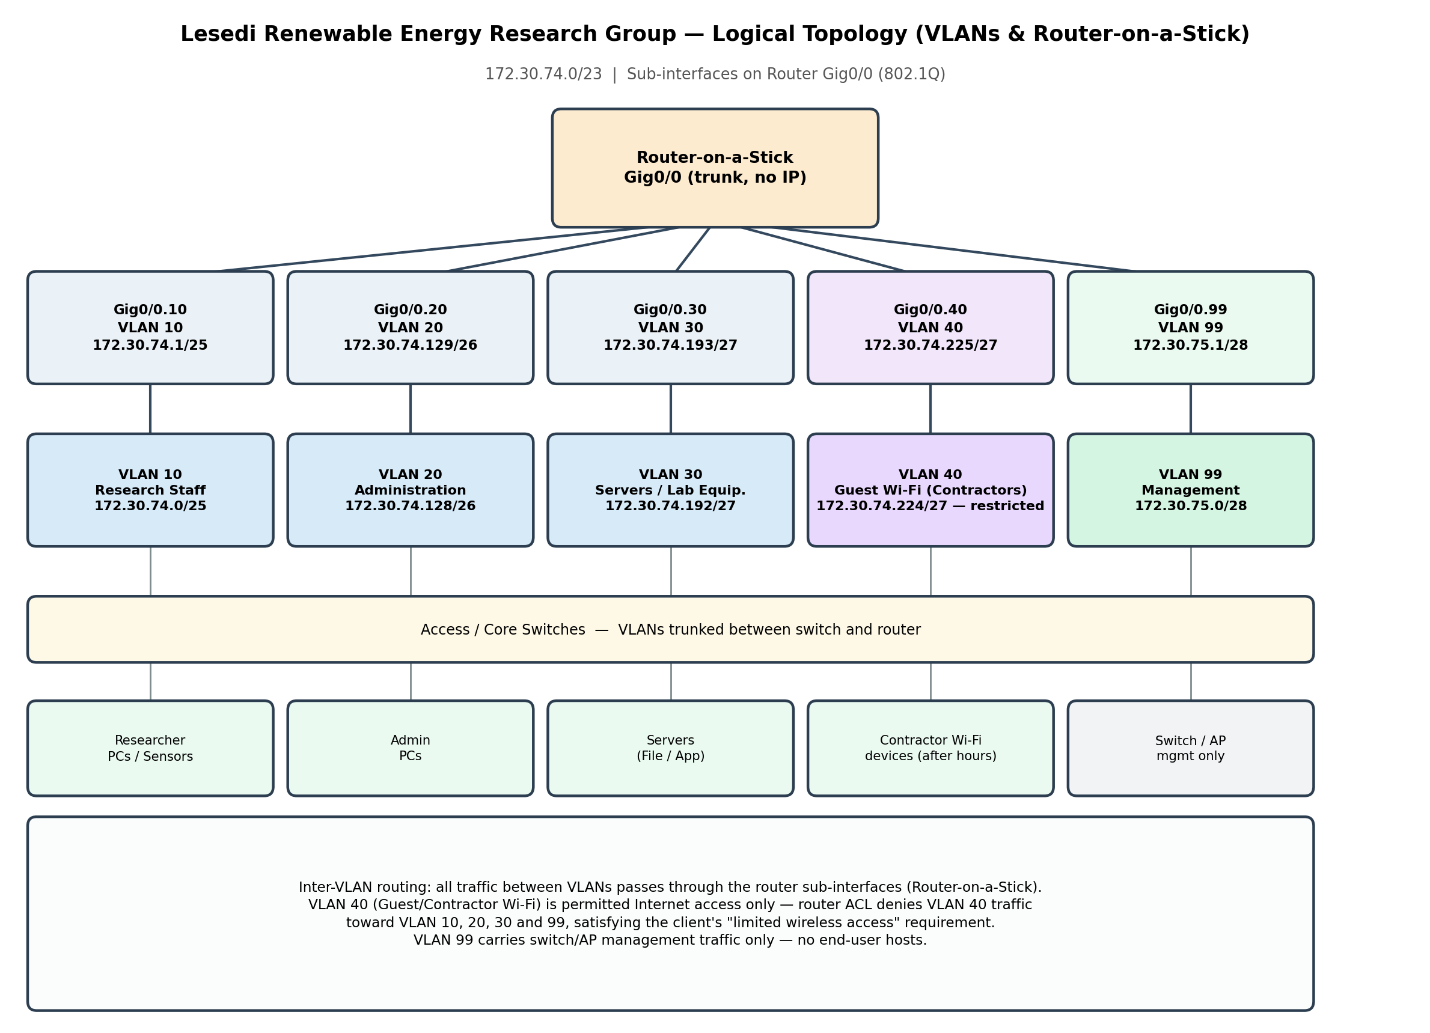 Lesedi Renewable Energy Research Group — Logical Topology (VLANs & Router-on-a-Stick)
172.30.74.0/23 | Sub-interfaces on Router Gig0/0 (802.1Q)
Router-on-a-Stick
Gig0/0 (trunk, no IP)
Gig0/0.10
VLAN 10
172.30.74.1/25
Gig0/0.20
VLAN 20
172.30.74.129/26
Gig0/0.30
VLAN 30
172.30.74.193/27
Gig0/0.40
VLAN 40
172.30.74.225/27
Gig0/0.99
VLAN 99
172.30.75.1/28
VLAN 10
Research Staff
172.30.74.0/25
VLAN 20
Administration
172.30.74.128/26
VLAN 30
Servers / Lab Equip.
172.30.74.192/27
VLAN 40
Guest Wi-Fi (Contractors)
172.30.74.224/27 — restricted
VLAN 99
Management
172.30.75.0/28
Access / Core Switches — VLANs trunked between switch and router
Researcher
PCs / Sensors
Admin
PCs
Servers
(File / App)
Contractor Wi-Fi
devices (after hours)
Switch / AP
mgmt only
Inter-VLAN routing: all traffic between VLANs passes through the router sub-interfaces (Router-on-a-Stick).
VLAN 40 (Guest/Contractor Wi-Fi) is permitted Internet access only — router ACL denies VLAN 40 traffic
toward VLAN 10, 20, 30 and 99, satisfying the client's "limited wireless access" requirement.
VLAN 99 carries switch/AP management traffic only — no end-user hosts.